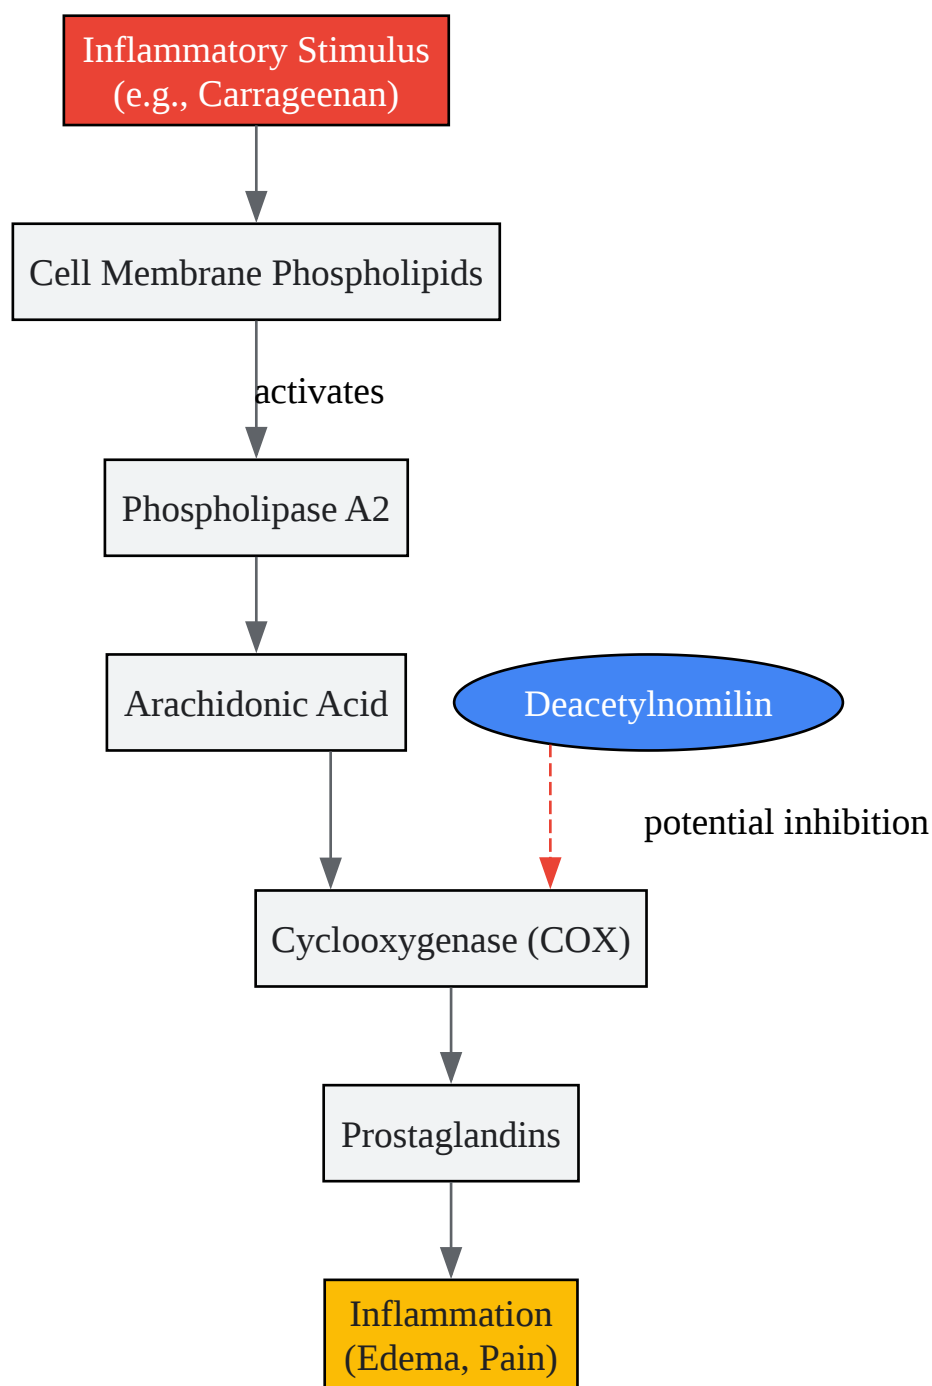 Inflammatory Stimulus
(e.g., Carrageenan)
Cell Membrane Phospholipids
activates
Phospholipase A2
Arachidonic Acid
Deacetylnomilin
potential inhibition
Cyclooxygenase (COX)
Prostaglandins
Inflammation
(Edema, Pain)